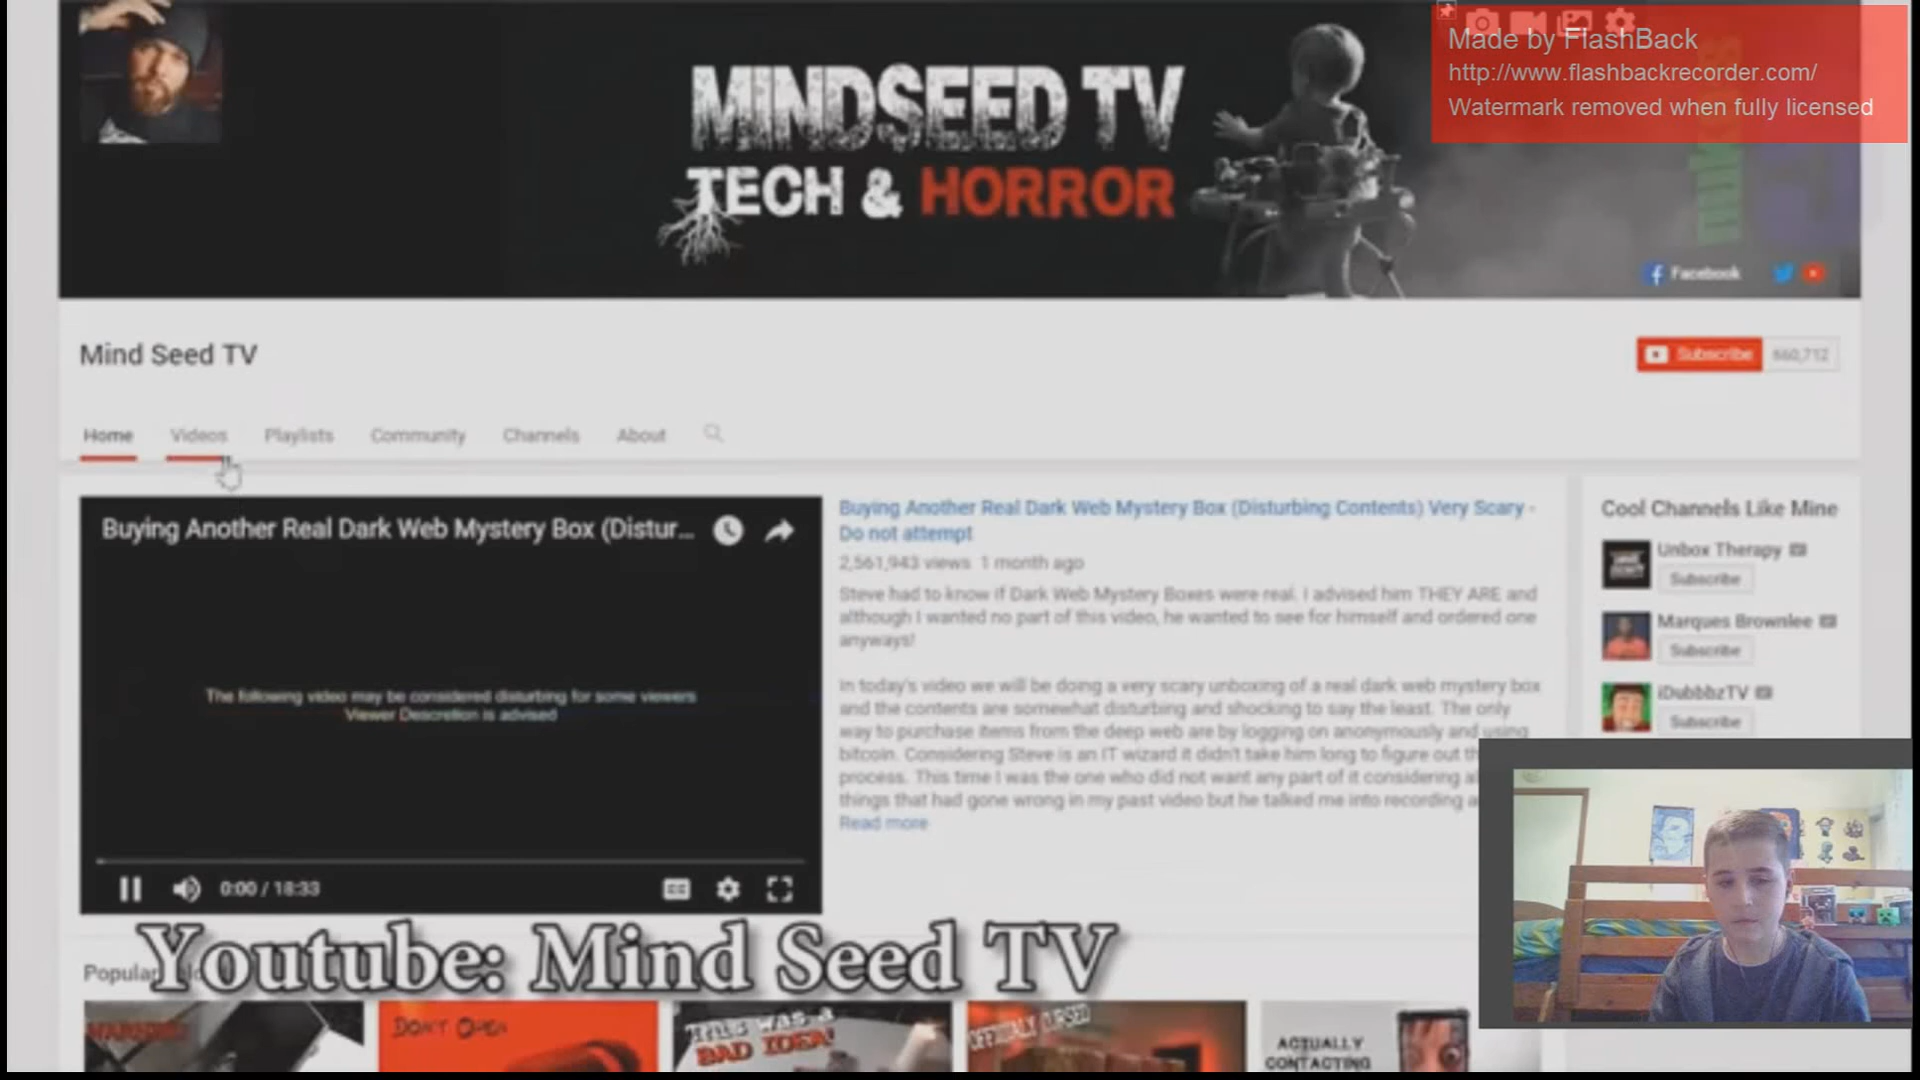 Made by FlashBack
http://www.flashbackrecorder.com/
Watermark removed when fully licensed
MINDSEED TV
TECH & HORROR
Facebook
Mind Seed TV
Subscribe 660,712
Home Videos Playlists Community Channels About
Buying Another Real Dark Web Mystery Box (Distur...
The following video may be considered disturbing for some viewers
Viewer Descretion is advised
0:00 / 18:33
Buying Another Real Dark Web Mystery Box (Disturbing Contents) Very Scary -
Do not attempt
2,561,943 views 1 month ago
Steve had to know if Dark Web Mystery Boxes were real. I advised him THEY ARE and
although I wanted no part of this video, he wanted to see for himself and ordered one
anyways!
In today's video we will be doing a very scary unboxing of a real dark web mystery box
and the contents are somewhat disturbing and shocking to say the least. The only
way to purchase items from the deep web are by logging on anonymously and using
bitcoin. Considering Steve is an IT wizard it didn't take him long to figure out
process. This time I was the one who did not want any part of it considering
things that had gone wrong in my past video but he talked me into recording
Read more
Cool Channels Like Mine
Unbox Therapy
Subscribe
Marques Brownlee
Subscribe
iDubbbzTV
Subscribe
Youtube: Mind Seed TV
Popular
WARNING
DON'T OPEN
THIS WAS A
BAD IDEA!
OFFICIALLY CURSED
ACTUALLY
CONTACTING